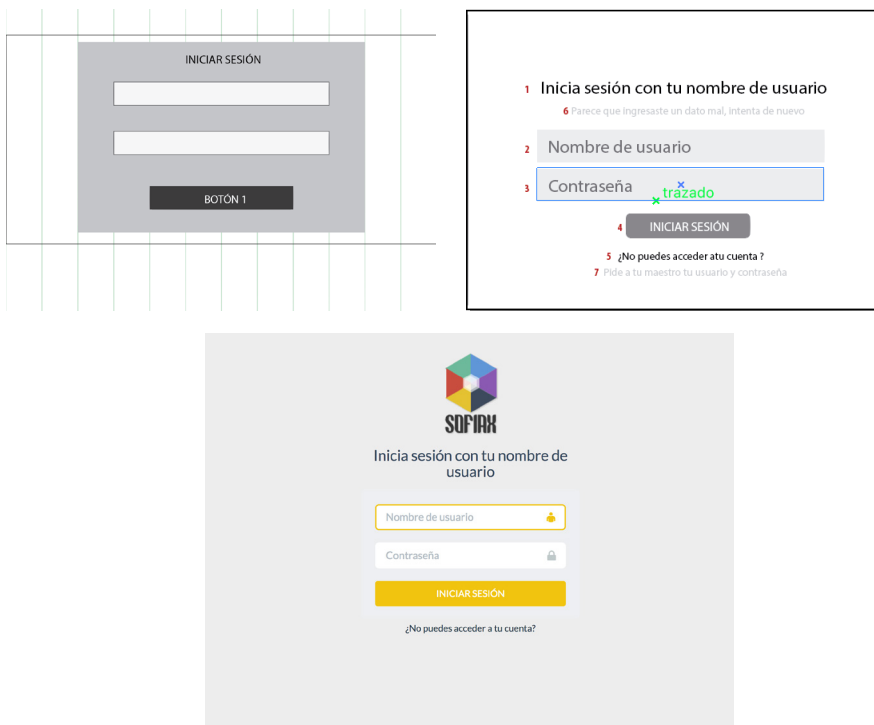 INICIAR SESIÓN
BOTÓN 1
1 Inicia sesión con tu nombre de usuario
6 Parece que ingresaste un dato mal, intenta de nuevo
2 Nombre de usuario
3 Contraseña
trazado
4 INICIAR SESIÓN
5 ¿No puedes acceder atu cuenta ?
7 Pide a tu maestro tu usuario y contraseña
SOFIAX
Inicia sesión con tu nombre de
usuario
Nombre de usuario
Contraseña
INICIAR SESIÓN
¿No puedes acceder a tu cuenta?